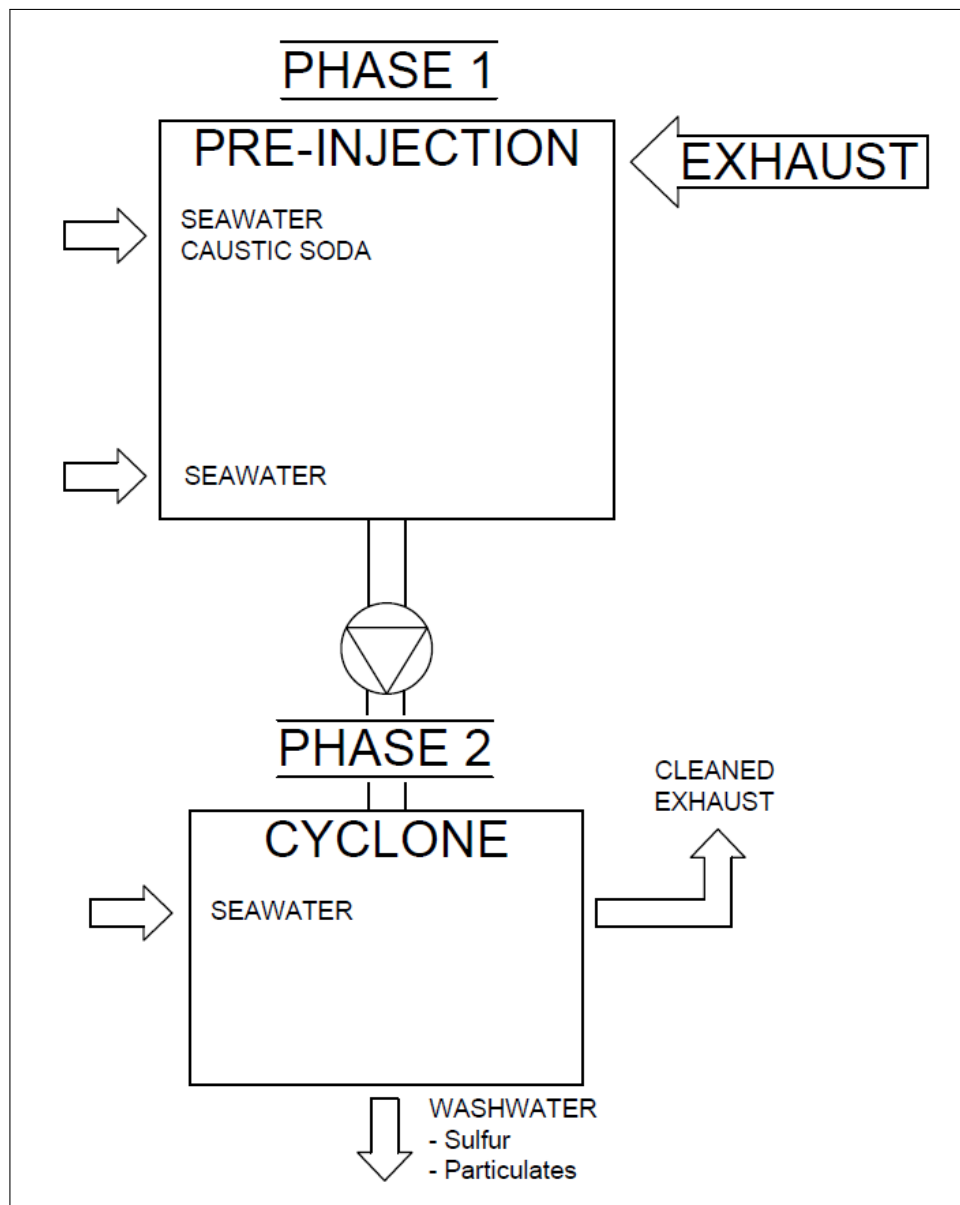 PHASE 1
PRE-INJECTION
EXHAUST
SEAWATER
CAUSTIC SODA
SEAWATER
PHASE 2
CYCLONE
CLEANED
EXHAUST
SEAWATER
WASHWATER
- Sulfur
- Particulates